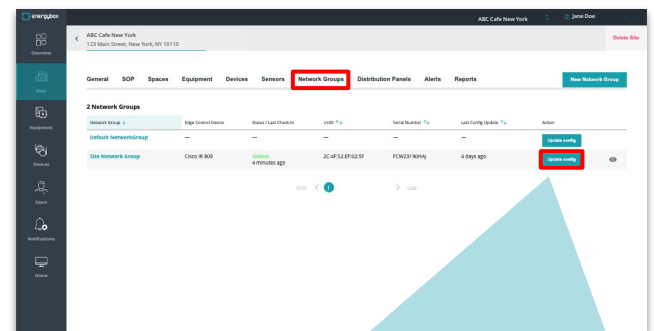 energybox
ABC Cafe New York
Jane Doe
ABC Cafe New York
123 Main Street, New York, NY 10110
Delete Site
Overview
Sites
Equipment
Devices
Users
Notifications
Home
General SOP Spaces Equipment Devices Sensors Network Groups Distribution Panels Alerts Reports
New Network Group
2 Network Groups
Network Group Edge Control Device Status / Last Check-in UUID Serial Number Last Config Update Action
Default NetworkGroup — — — — — Update config
Site Network Group Cisco IR 809 Online 2C:4F:52:EF:02:5F FCW23190HAJ 4 days ago Update config
4 minutes ago
Prev < 1 > Last